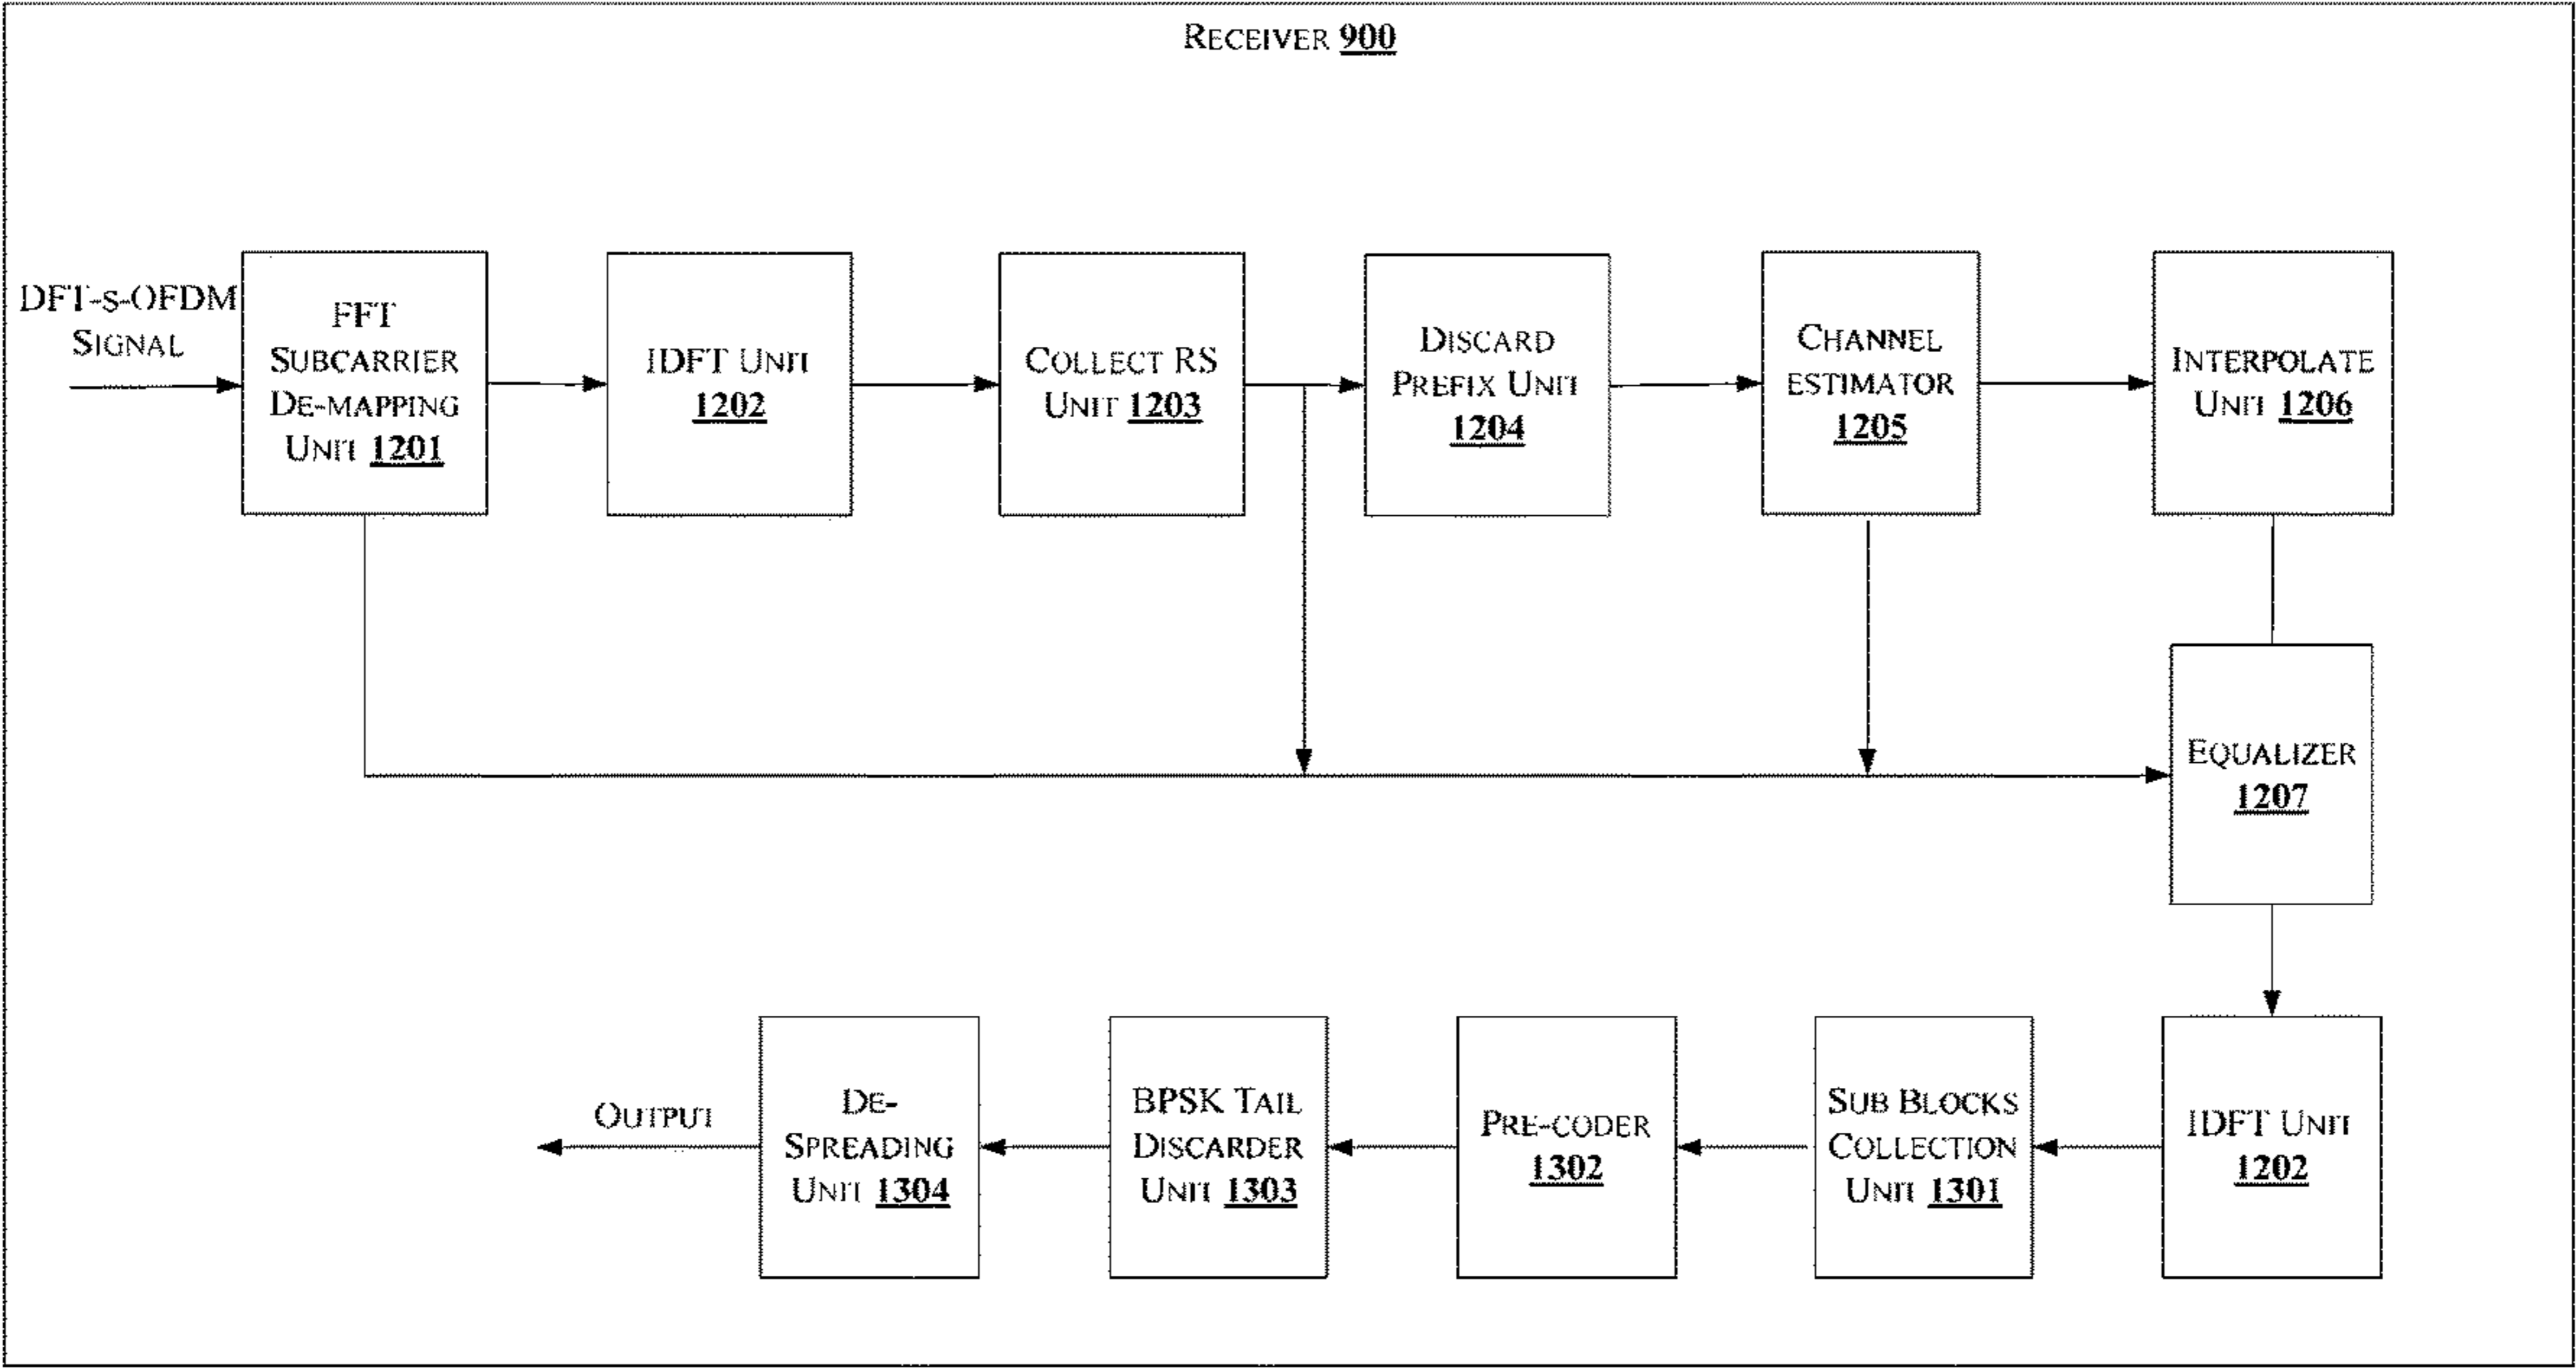 RECEIVER 900
DFT-S-OFDM
SIGNAL
FFT
SUBCARRIER
DE-MAPPING
UNIT 1201
IDFT UNIT
1202
COLLECT RS
UNIT 1203
DISCARD
PREFIX UNIT
1204
CHANNEL
ESTIMATOR
1205
INTERPOLATE
UNIT 1206
EQUALIZER
1207
OUTPUT
DE-
SPREADING
UNIT 1304
BPSK TAIL
DISCARDER
UNIT 1303
PRE-CODER
1302
SUB BLOCKS
COLLECTION
UNIT 1301
IDFT UNIT
1202